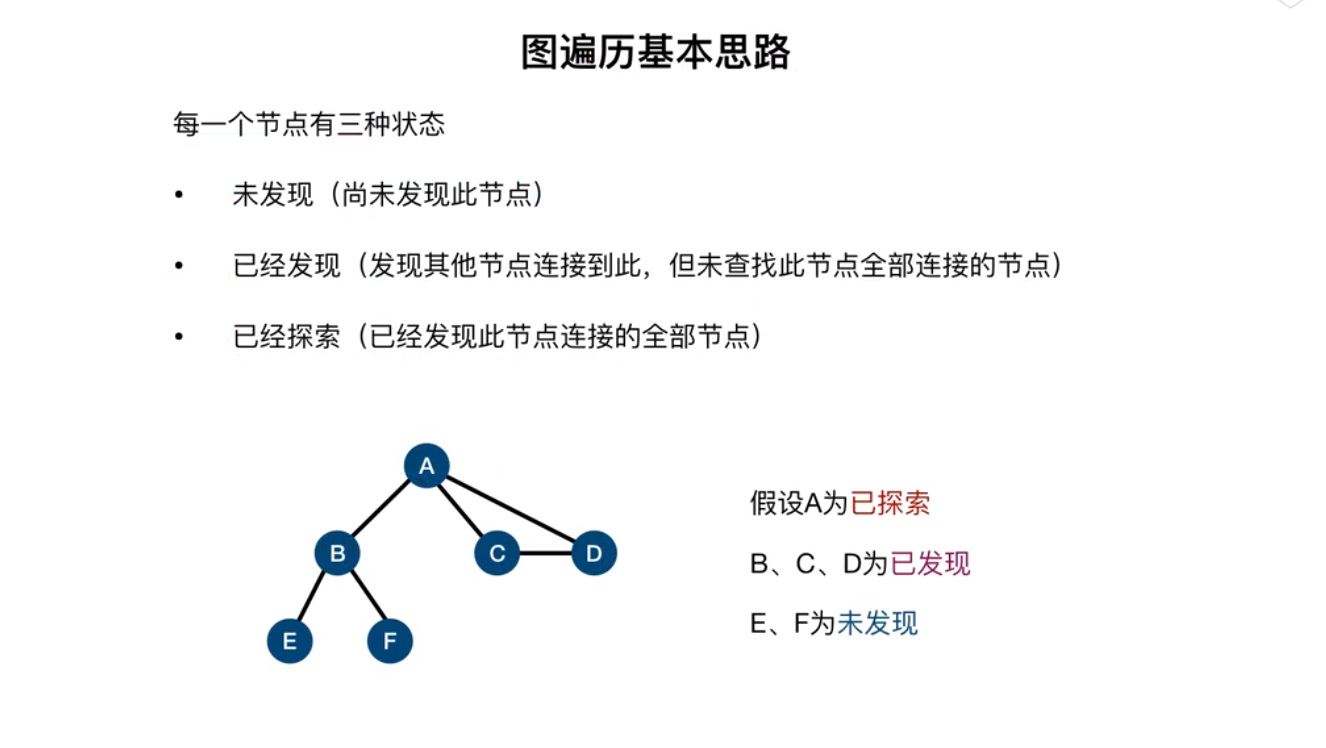 图遍历基本思路
每一个节点有三种状态
• 未发现（尚未发现此节点）
• 已经发现（发现其他节点连接到此，但未查找此节点全部连接的节点）
• 已经探索（已经发现此节点连接的全部节点）
A
假设A为已探索
B C D
B、C、D为已发现
E、F为未发现
E F